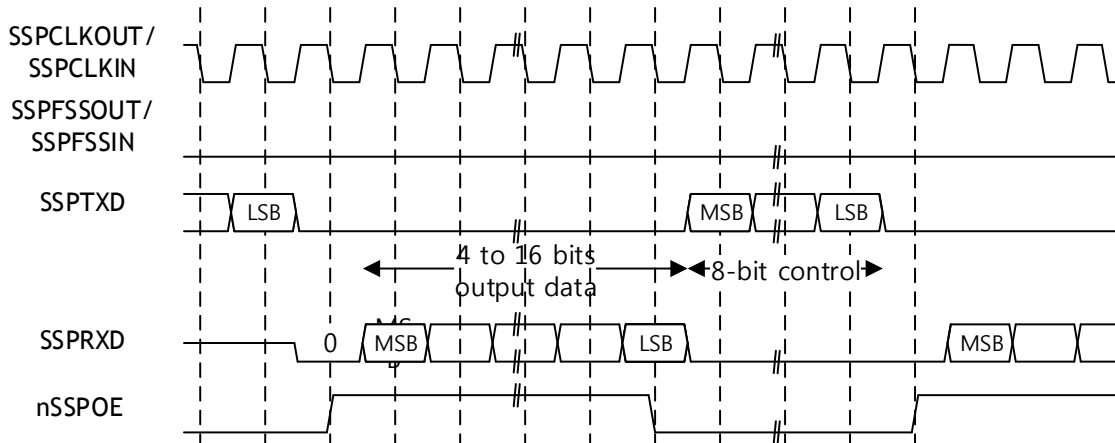 SSPCLKOUT/
SSPCLKIN
SSPFSSOUT/
SSPFSSIN
SSPTXD
LSB
MSB
LSB
4 to 16 bits
output data
8-bit control
SSPRXD
0
MSB
LSB
MSB
nSSPOE